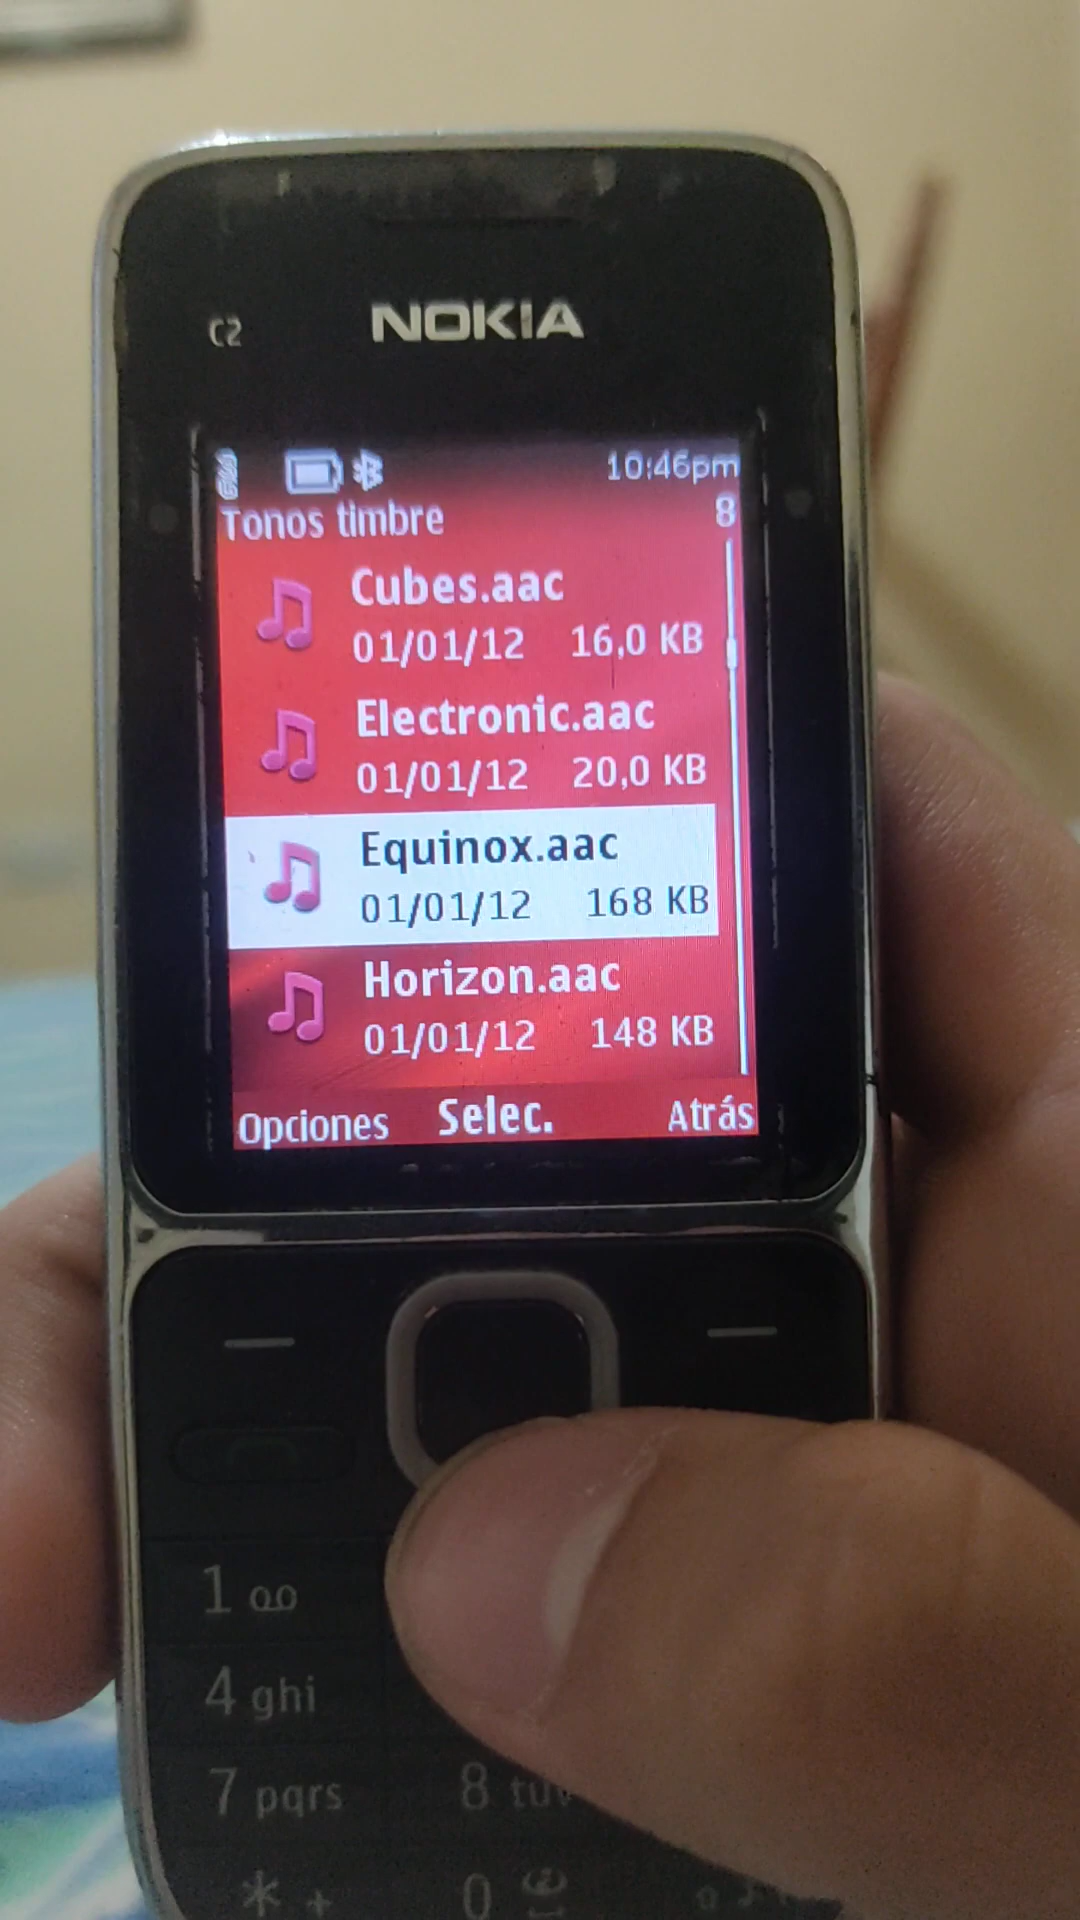 C2 NOKIA
10:46pm
Tonos timbre 8
Cubes.aac
01/01/12 16,0 KB
Electronic.aac
01/01/12 20,0 KB
Equinox.aac
01/01/12 168 KB
Horizon.aac
01/01/12 148 KB
Opciones Selec. Atrás
1
4 ghi
7 pqrs 8 tuv
* + 0